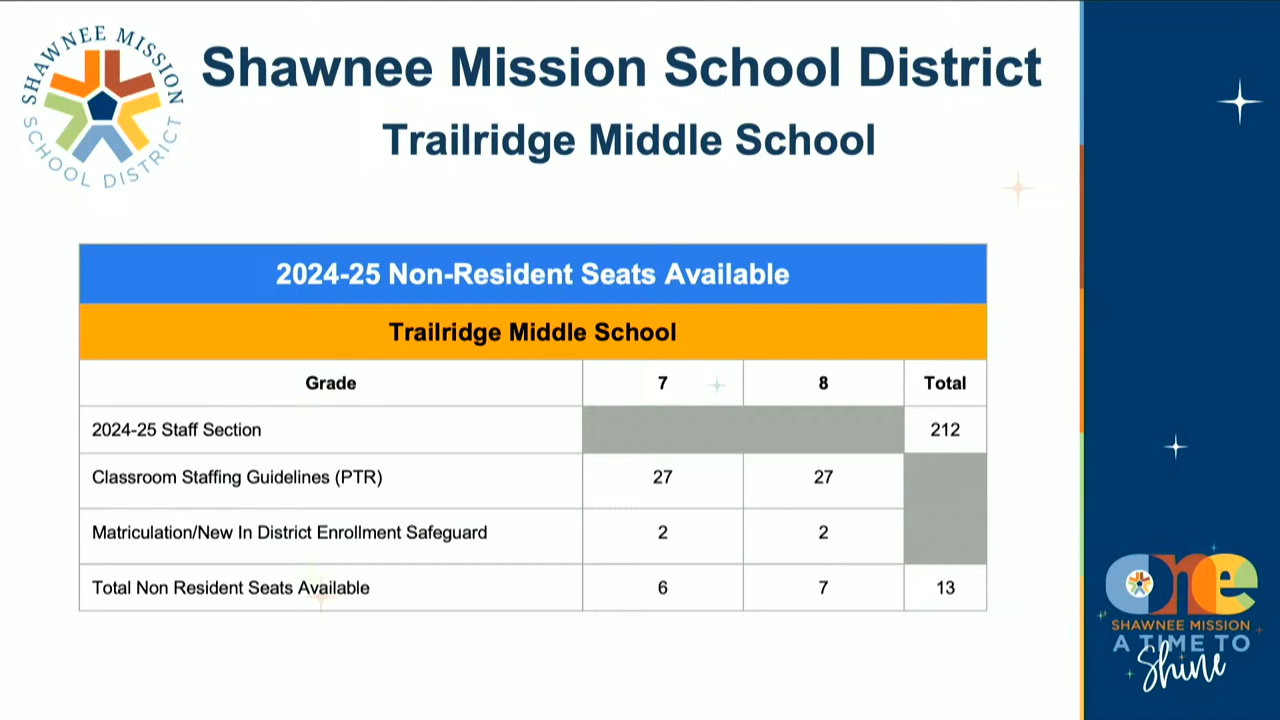 SHAWNEE MISSION
SCHOOL DISTRICT
Shawnee Mission School District
Trailridge Middle School
2024-25 Non-Resident Seats Available
Trailridge Middle School
Grade 7 8 Total
2024-25 Staff Section 212
Classroom Staffing Guidelines (PTR) 27 27
Matriculation/New In District Enrollment Safeguard 2 2
Total Non Resident Seats Available 6 7 13
one
SHAWNEE MISSION
A TIME TO
Shine